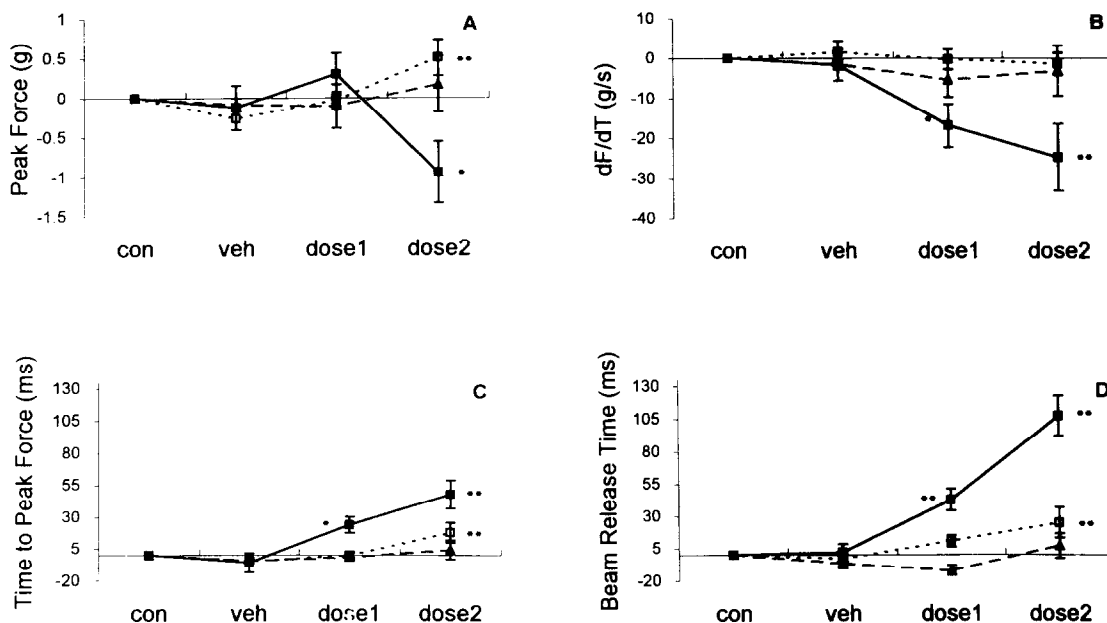 A
Peak Force (g)
1
0.5
0
-0.5
-1
-1.5
con veh dose1 dose2
B
dF/dT (g/s)
10
0
-10
-20
-30
-40
con veh dose1 dose2
C
Time to Peak Force (ms)
130
105
80
55
30
5
-20
con veh dose1 dose2
D
Beam Release Time (ms)
130
105
80
55
30
5
-20
con veh dose1 dose2